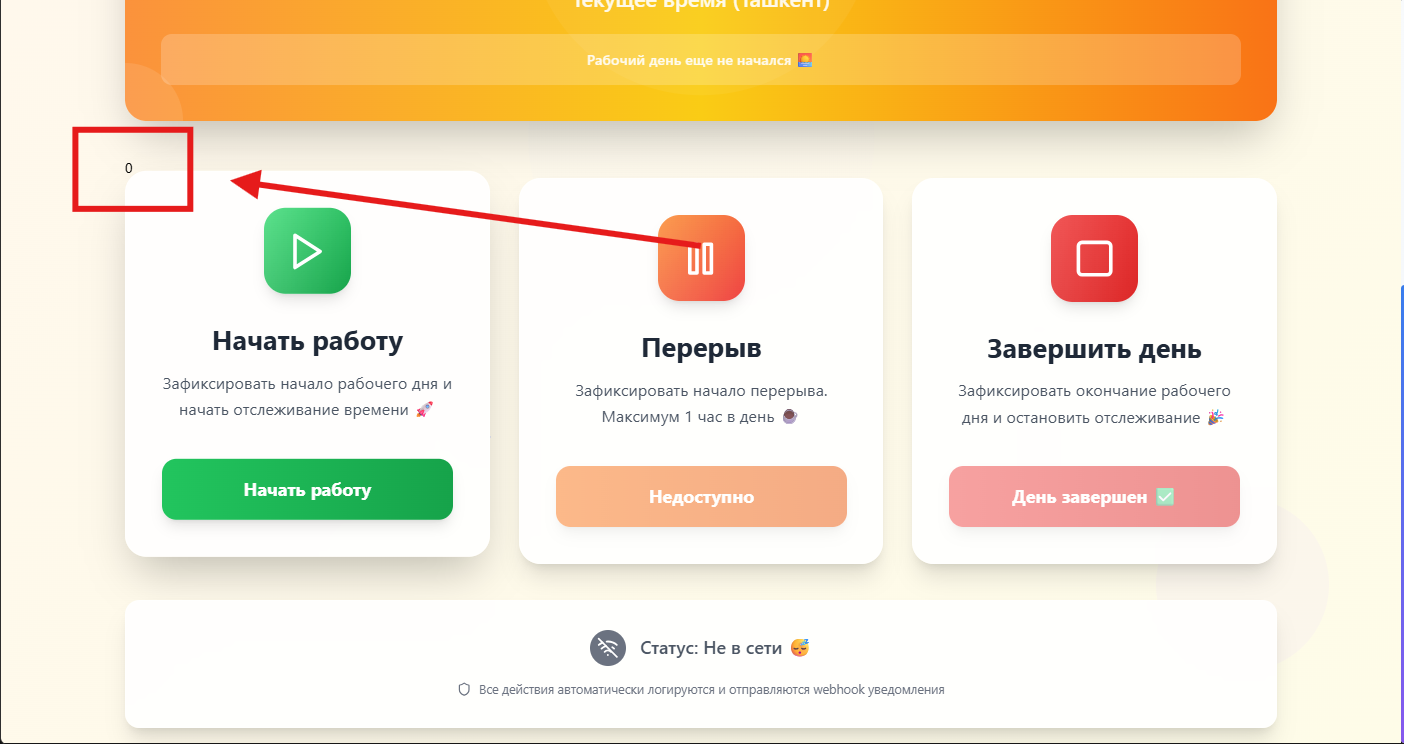 Текущее время (Ташкент)
Рабочий день еще не начался 🌅
0
Начать работу
Зафиксировать начало рабочего дня и
начать отслеживание времени 🚀
Начать работу
Перерыв
Зафиксировать начало перерыва.
Максимум 1 час в день
Недоступно
Завершить день
Зафиксировать окончание рабочего
дня и остановить отслеживание 🎉
День завершен ✅
Статус: Не в сети 😴
Все действия автоматически логируются и отправляются webhook уведомления